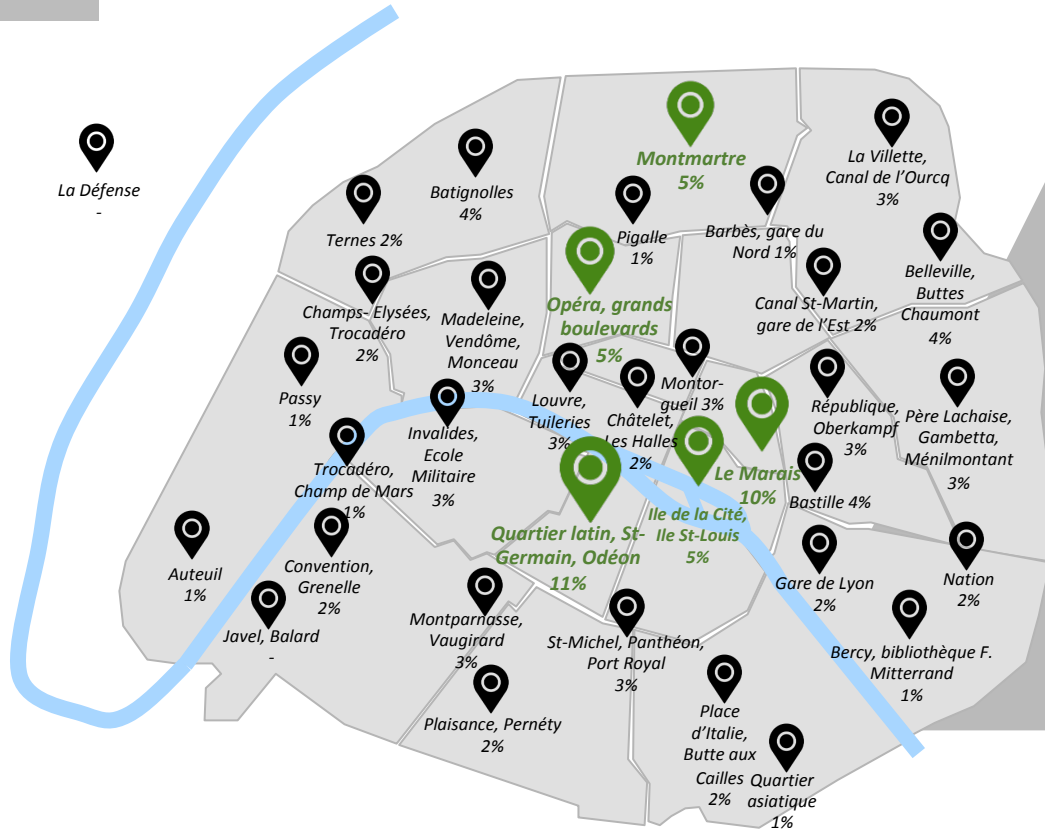 Montmartre
5%
La Villette,
Canal de l'Ourcq
3%
La Défense
-
Batignolles
4%
Ternes 2%
Pigalle
1%
Barbès, gare du
Nord 1%
Belleville,
Buttes
Chaumont
4%
Champs- Elysées,
Trocadéro
2%
Madeleine,
Vendôme,
Monceau
3%
Opéra, grands
boulevards
5%
Canal St-Martin,
gare de l'Est 2%
Passy
1%
Louvre,
Tuileries
3%
Châtelet,
Les Halles
2%
Montor-
gueil 3%
République,
Oberkampf
3%
Père Lachaise,
Gambetta,
Ménilmontant
3%
Invalides,
Ecole
Militaire
3%
Trocadéro,
Champ de Mars
1%
Le Marais
10%
Bastille 4%
Ile de la Cité,
Ile St-Louis
5%
Quartier latin, St-
Germain, Odéon
11%
Auteuil
1%
Convention,
Grenelle
2%
Gare de Lyon
2%
Nation
2%
Javel, Balard
-
Montparnasse,
Vaugirard
3%
St-Michel, Panthéon,
Port Royal
3%
Bercy, bibliothèque F.
Mitterrand
1%
Plaisance, Pernéty
2%
Place
d'Italie,
Butte aux
Cailles
2%
Quartier
asiatique
1%